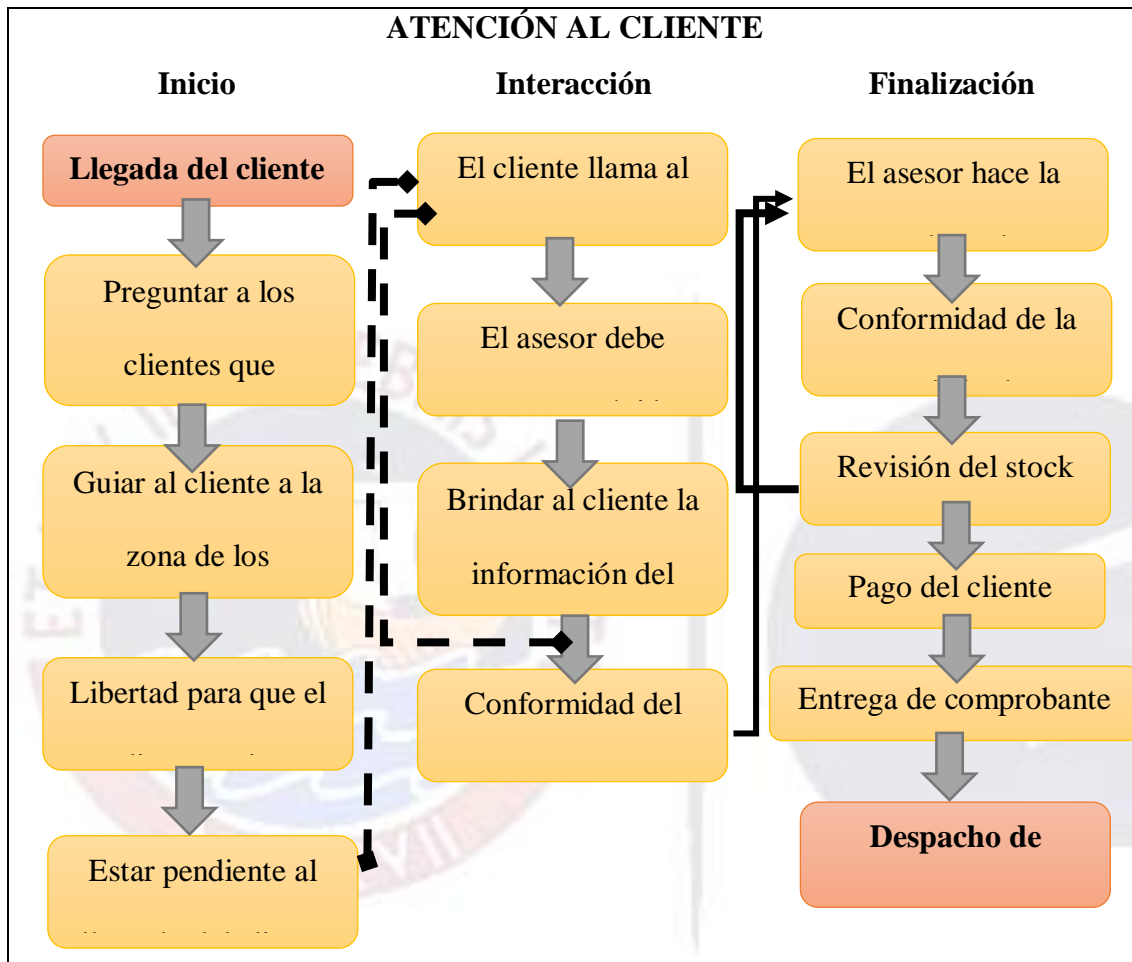 ATENCIÓN AL CLIENTE
Inicio
Llegada del cliente
Preguntar a los
clientes que
Guiar al cliente a la
zona de los
Libertad para que el
Estar pendiente al
Interacción
El cliente llama al
El asesor debe
Brindar al cliente la
información del
Conformidad del
Finalización
El asesor hace la
Conformidad de la
Revisión del stock
Pago del cliente
Entrega de comprobante
Despacho de